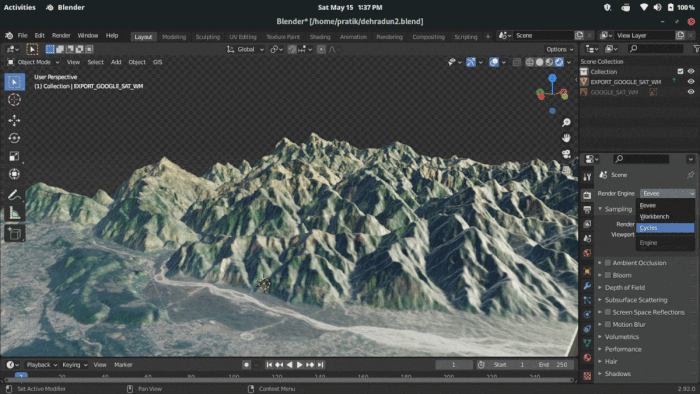 Activities Blender Sat May 15 1:37 PM 100 %
Blender* [/home/pratik/dehradun2.blend]
File Edit Render Window Help Layout Modeling Sculpting UV Editing Texture Paint Shading Animation Rendering Compositing Scripting + Scene View Layer
Global Options
Object Mode View Select Add Object GIS
User Perspective
(1) Collection | EXPORT_GOOGLE_SAT_WM
Scene Collection
Collection
EXPORT_GOOGLE_SAT_WM
GOOGLE_SAT_WM
Scene
Render Engine Eevee
Eevee
Workbench
Cycles
Engine
Sampling
Render
Viewport
Ambient Occlusion
Bloom
Depth of Field
Subsurface Scattering
Screen Space Reflections
Motion Blur
Volumetrics
Performance
Hair
Shadows
Playback Keying View Marker 1 Start 1 End 250
Set Active Modifier Pan View Context Menu 2.92.0